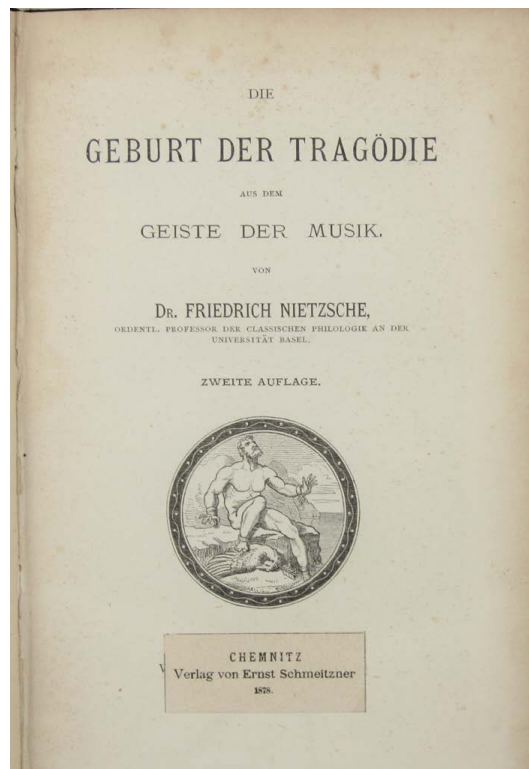 DIE
GEBURT DER TRAGÖDIE
AUS DEM
GEISTE DER MUSIK.
VON
DR. FRIEDRICH NIETZSCHE,
ORDENTL. PROFESSOR DER CLASSISCHEN PHILOLOGIE AN DER
UNIVERSITÄT BASEL.
ZWEITE AUFLAGE.
CHEMNITZ
Verlag von Ernst Schmeitzner
1878.